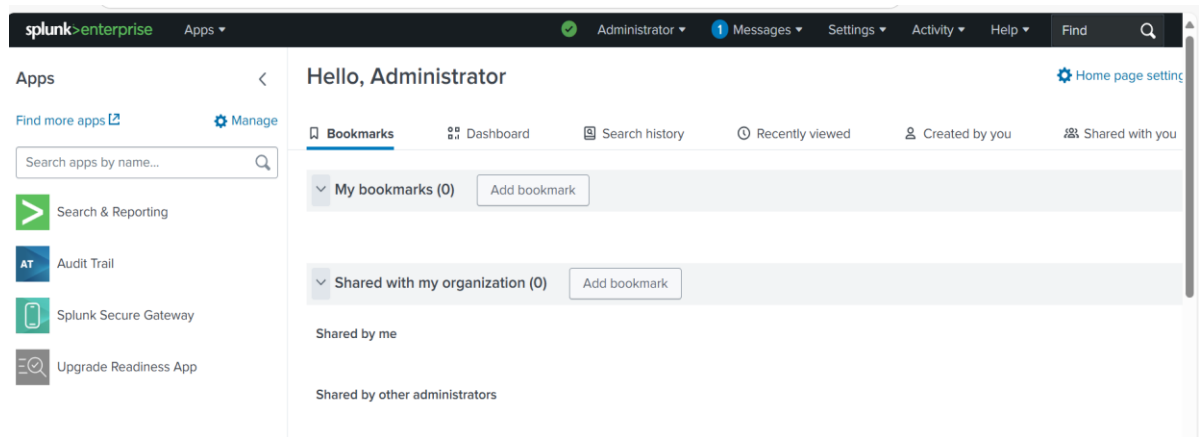 splunk>enterprise Apps ▾ Administrator ▾ 1 Messages ▾ Settings ▾ Activity ▾ Help ▾ Find
Apps
Find more apps Manage
Search apps by name...
Search & Reporting
AT Audit Trail
Splunk Secure Gateway
Upgrade Readiness App
Hello, Administrator
Home page setting
Bookmarks Dashboard Search history Recently viewed Created by you Shared with you
My bookmarks (0) Add bookmark
Shared with my organization (0) Add bookmark
Shared by me
Shared by other administrators